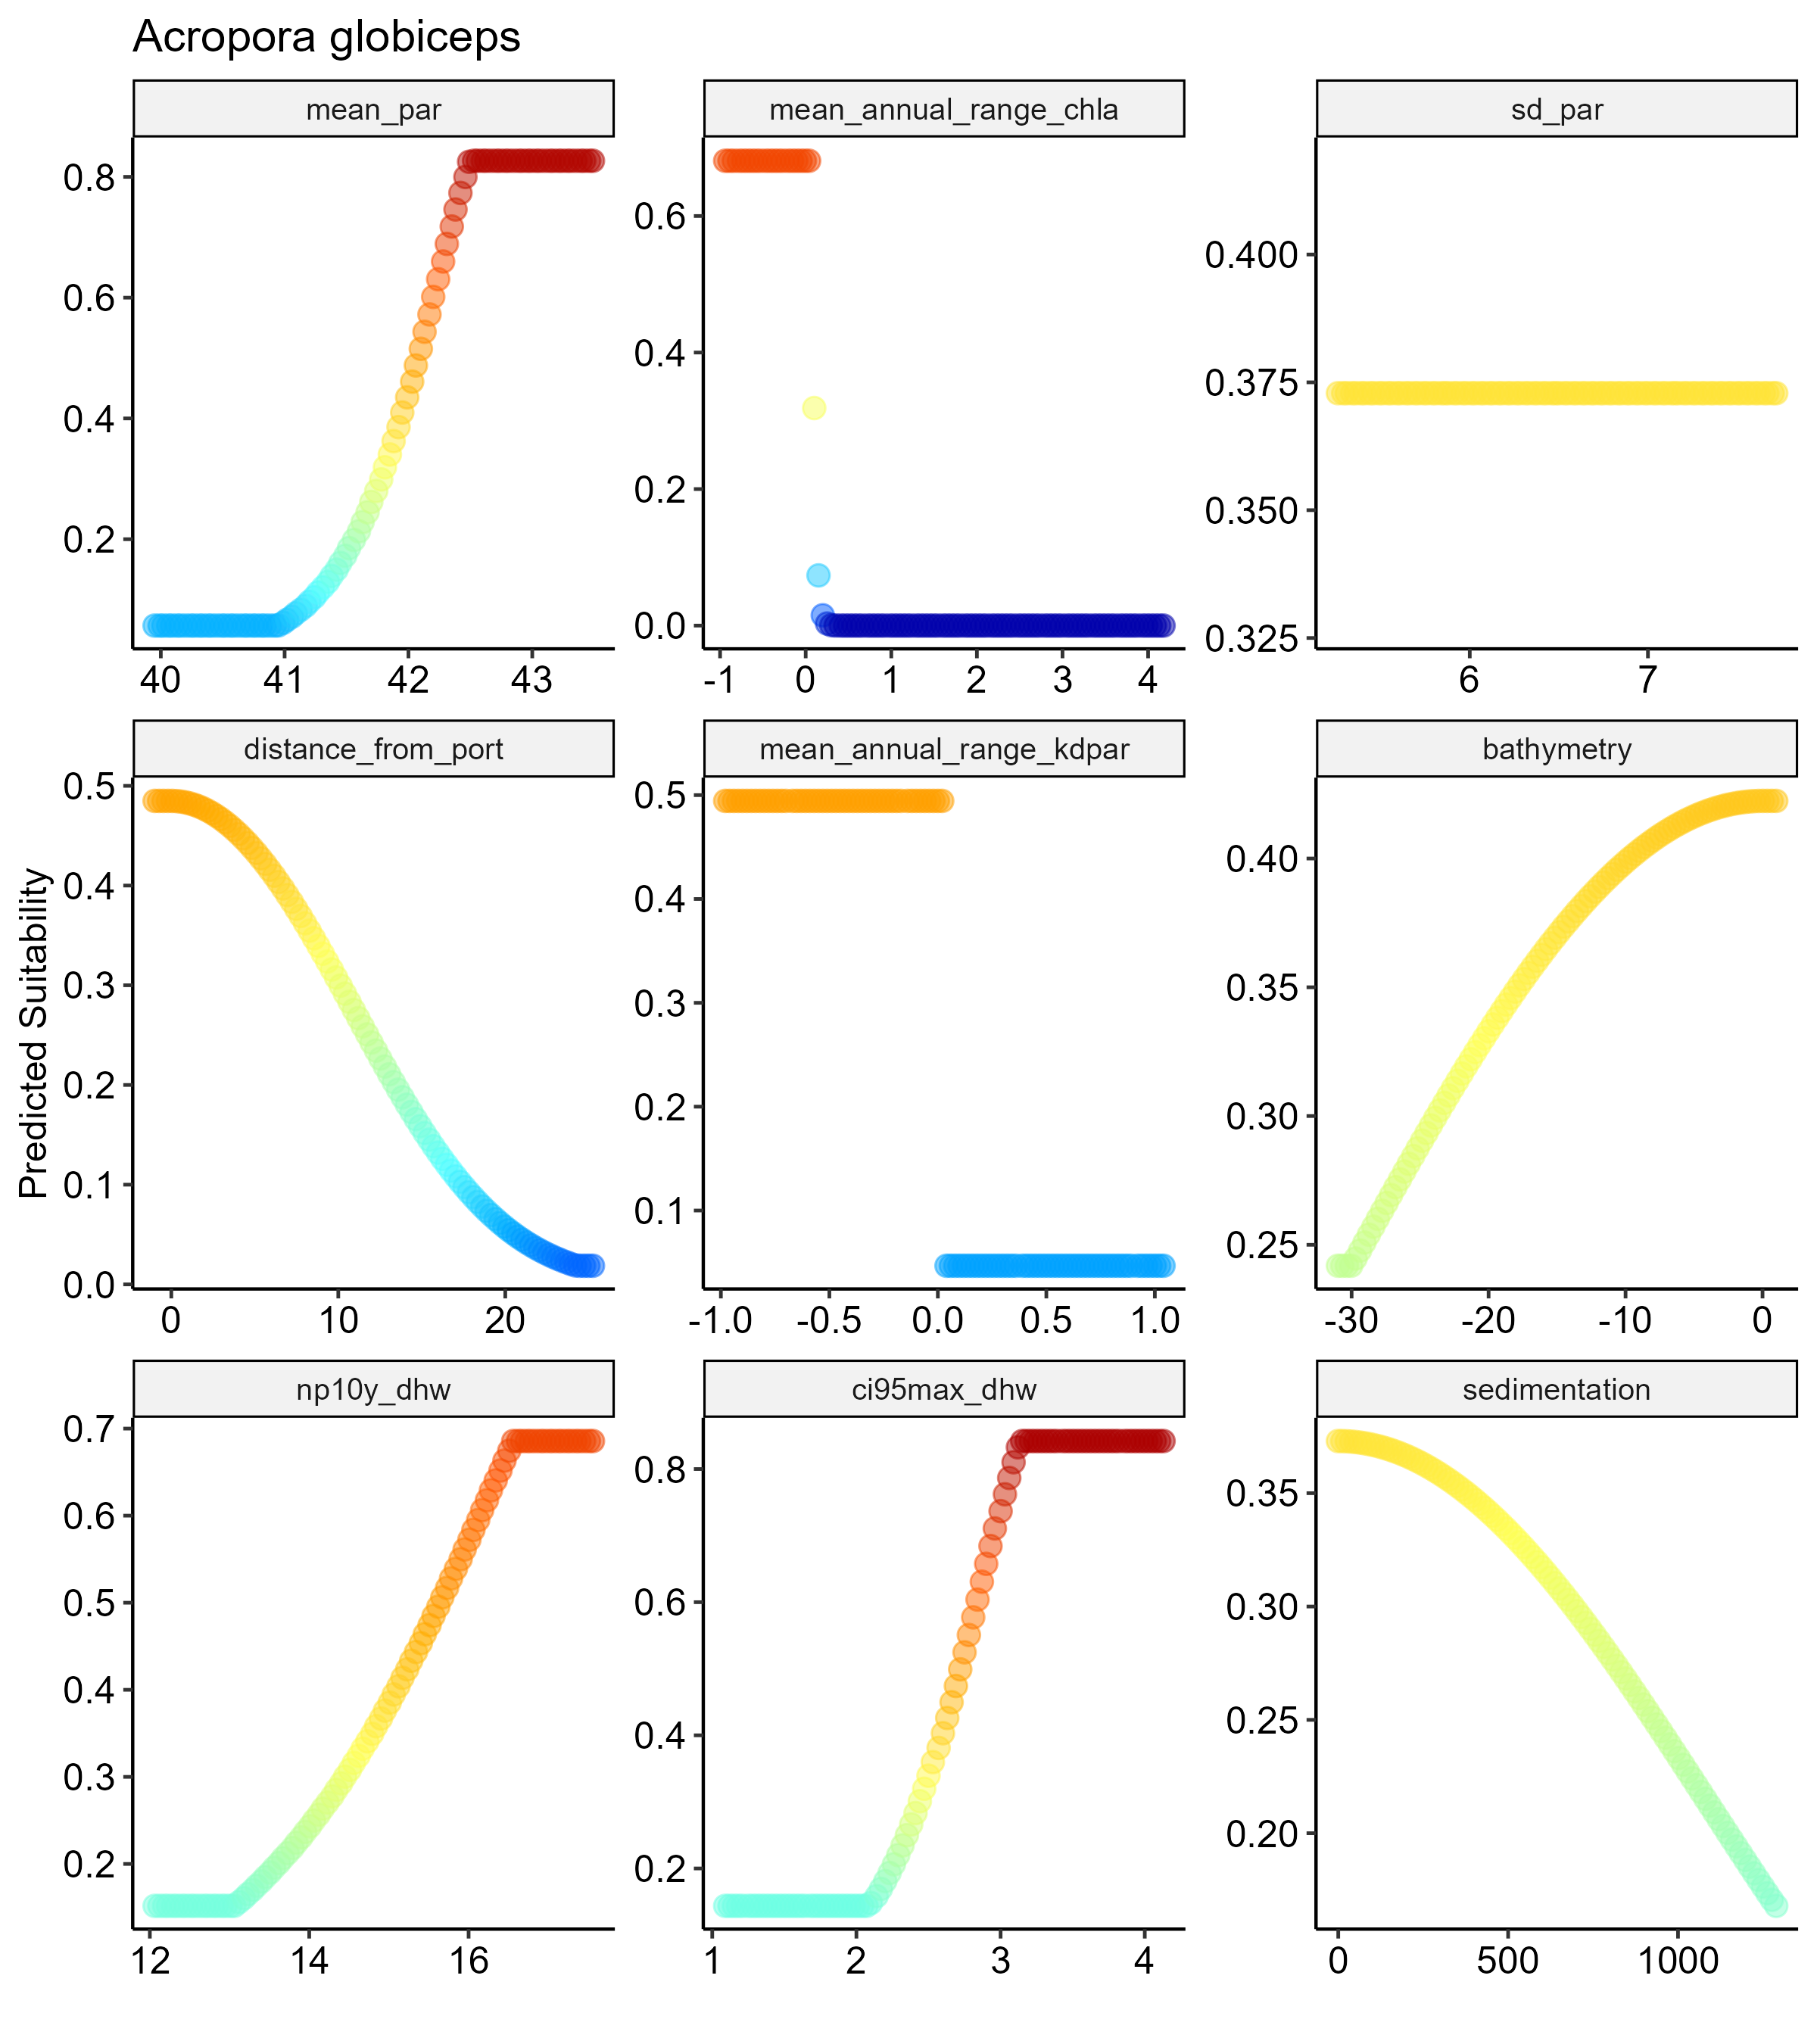 Acropora globiceps
mean_par
mean_annual_range_chla
sd_par
0.8
0.6
0.4
0.2
40 41 42 43
0.6
0.4
0.2
0.0
-1 0 1 2 3 4
0.400
0.375
0.350
0.325
6 7
Predicted Suitability
distance_from_port
mean_annual_range_kdpar
bathymetry
0.5
0.4
0.3
0.2
0.1
0.0
0 10 20
0.5
0.4
0.3
0.2
0.1
-1.0 -0.5 0.0 0.5 1.0
0.40
0.35
0.30
0.25
-30 -20 -10 0
np10y_dhw
ci95max_dhw
sedimentation
0.7
0.6
0.5
0.4
0.3
0.2
12 14 16
0.8
0.6
0.4
0.2
1 2 3 4
0.35
0.30
0.25
0.20
0 500 1000